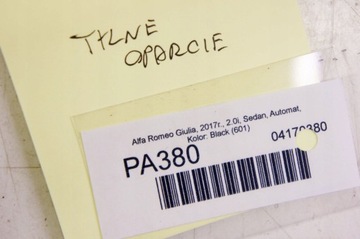 TYLNE
OPARCIE
Alfa Romeo Giulia, 2017r., 2.0i, Sedan, Automat,
Kolor: Black (601)
PA380
04170380